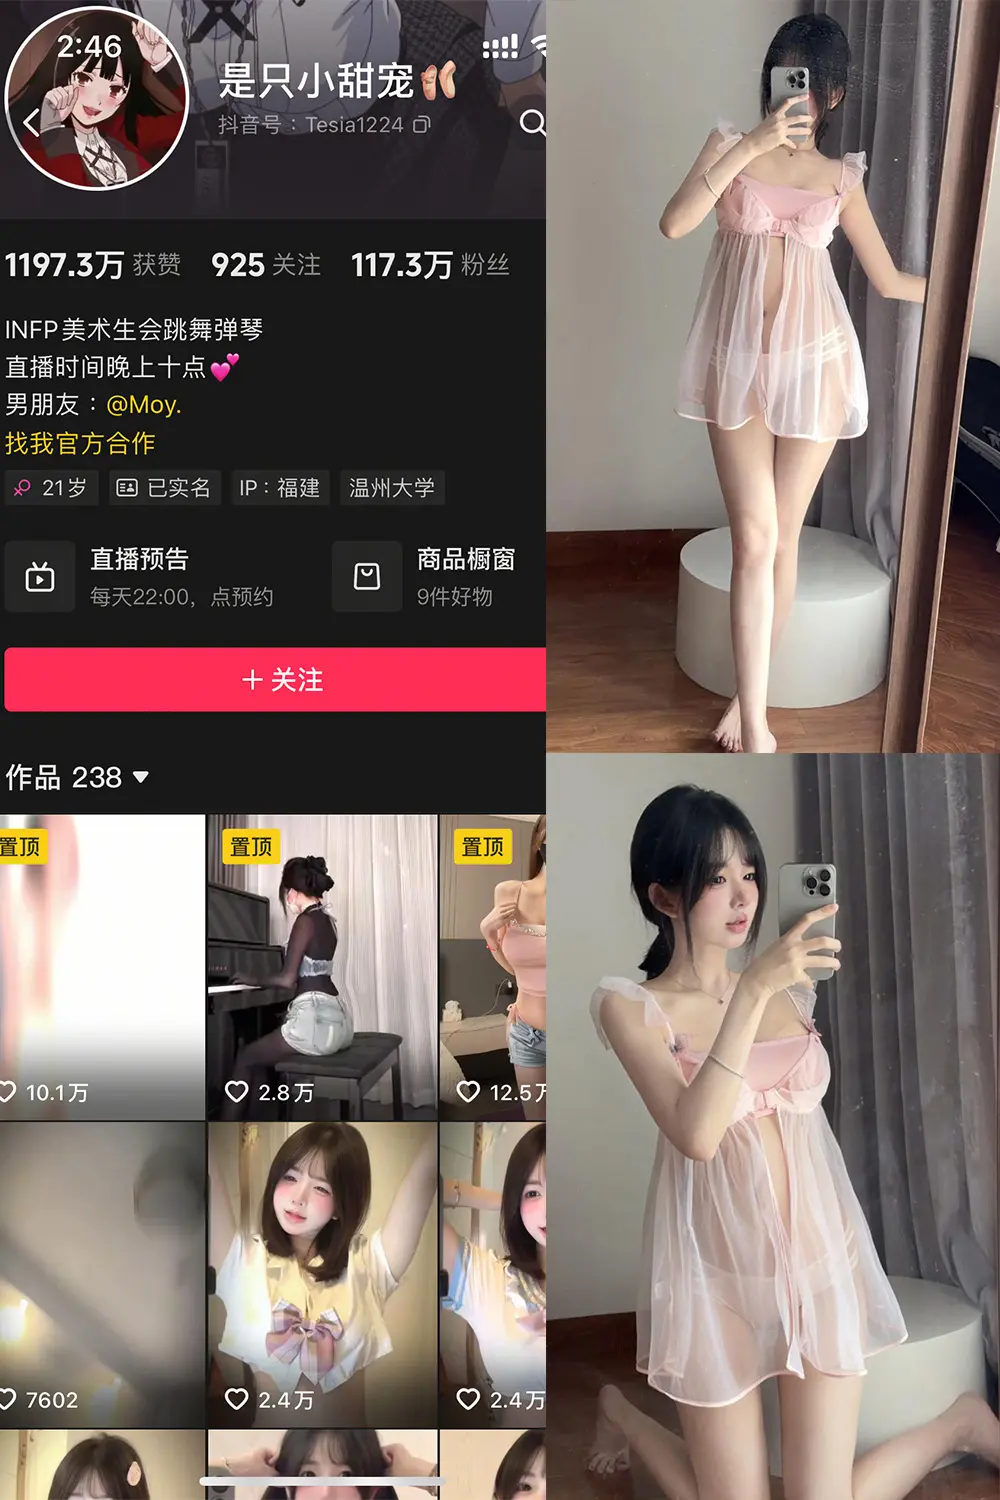 2:46
是只小甜宠
抖音号：Tesia1224
1197.3万 获赞 925 关注 117.3万 粉丝
INFP美术生会跳舞弹琴
直播时间晚上十点💕
男朋友：@Moy.
找我官方合作
21岁 已实名 IP：福建 温州大学
直播预告 商品橱窗
每天22:00，点预约 9件好物
＋关注
作品 238
置顶 置顶 置顶
10.1万 2.8万 12.5万
7602 2.4万 2.4万